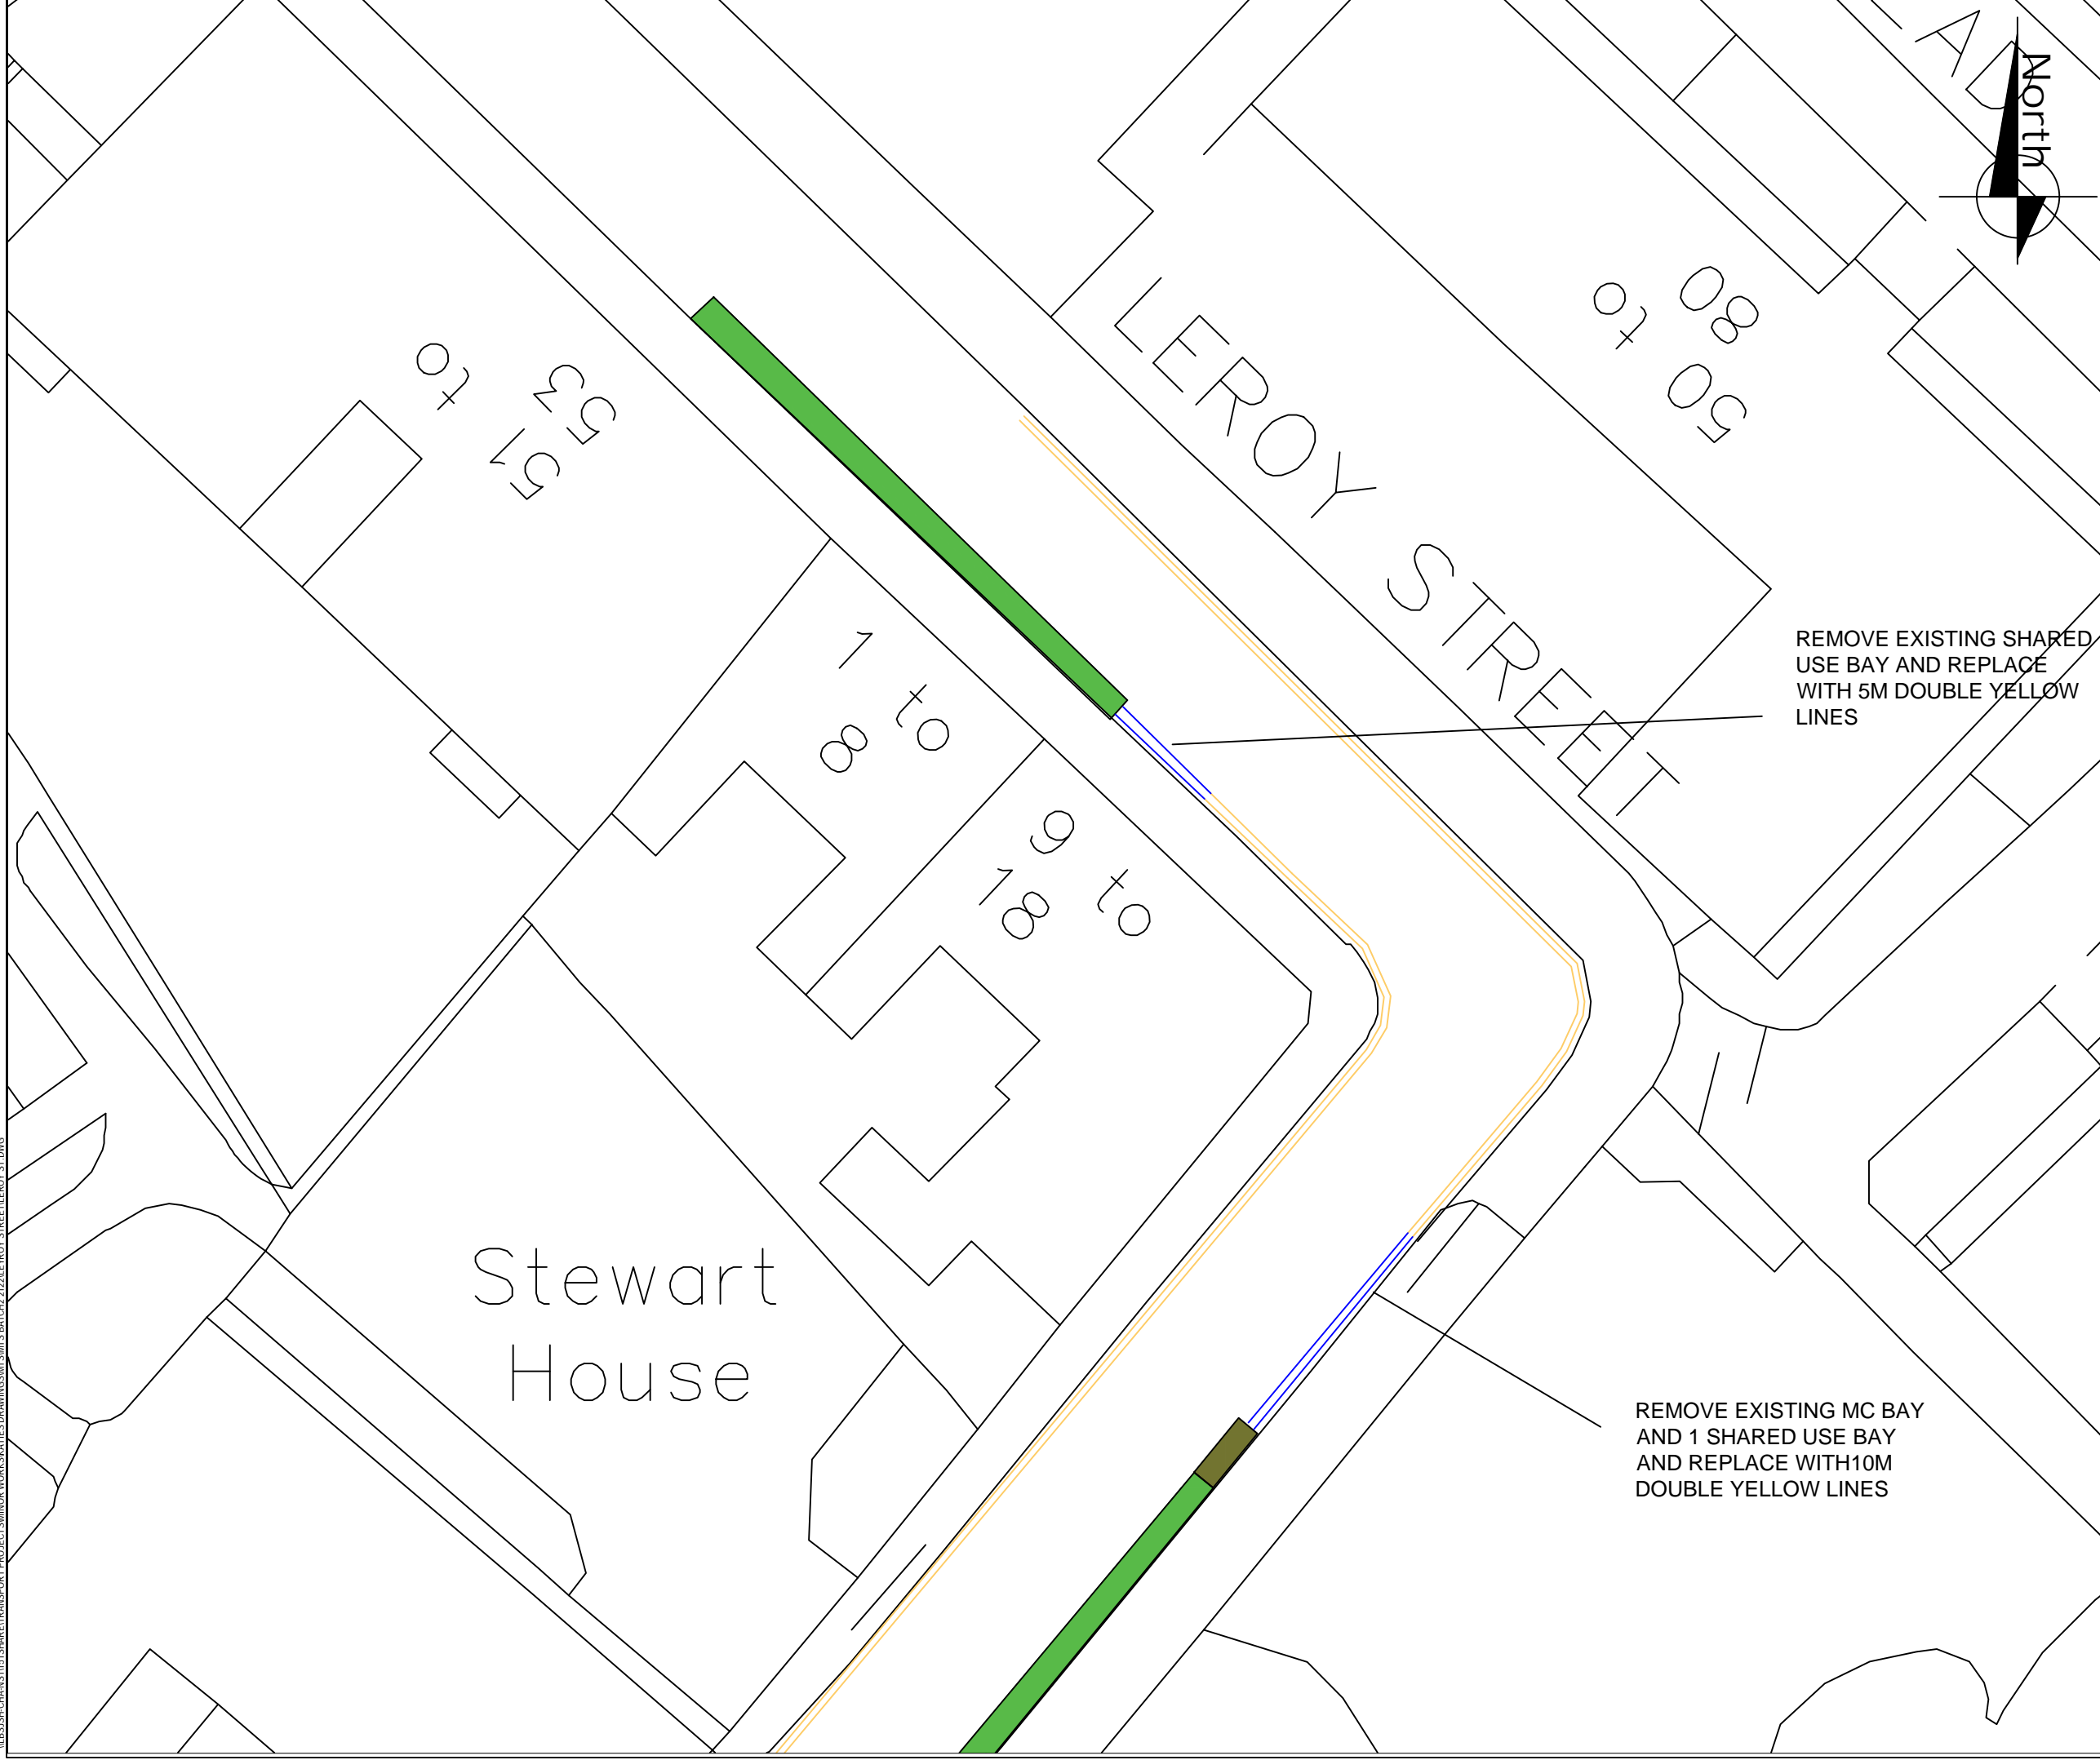 North
LEROY STREET
50 to
80
53
to
55
1 to
8
9 to
18
REMOVE EXISTING SHARED
USE BAY AND REPLACE
WITH 5M DOUBLE YELLOW
LINES
Stewart
House
REMOVE EXISTING MC BAY
AND 1 SHARED USE BAY
AND REPLACE WITH10M
DOUBLE YELLOW LINES